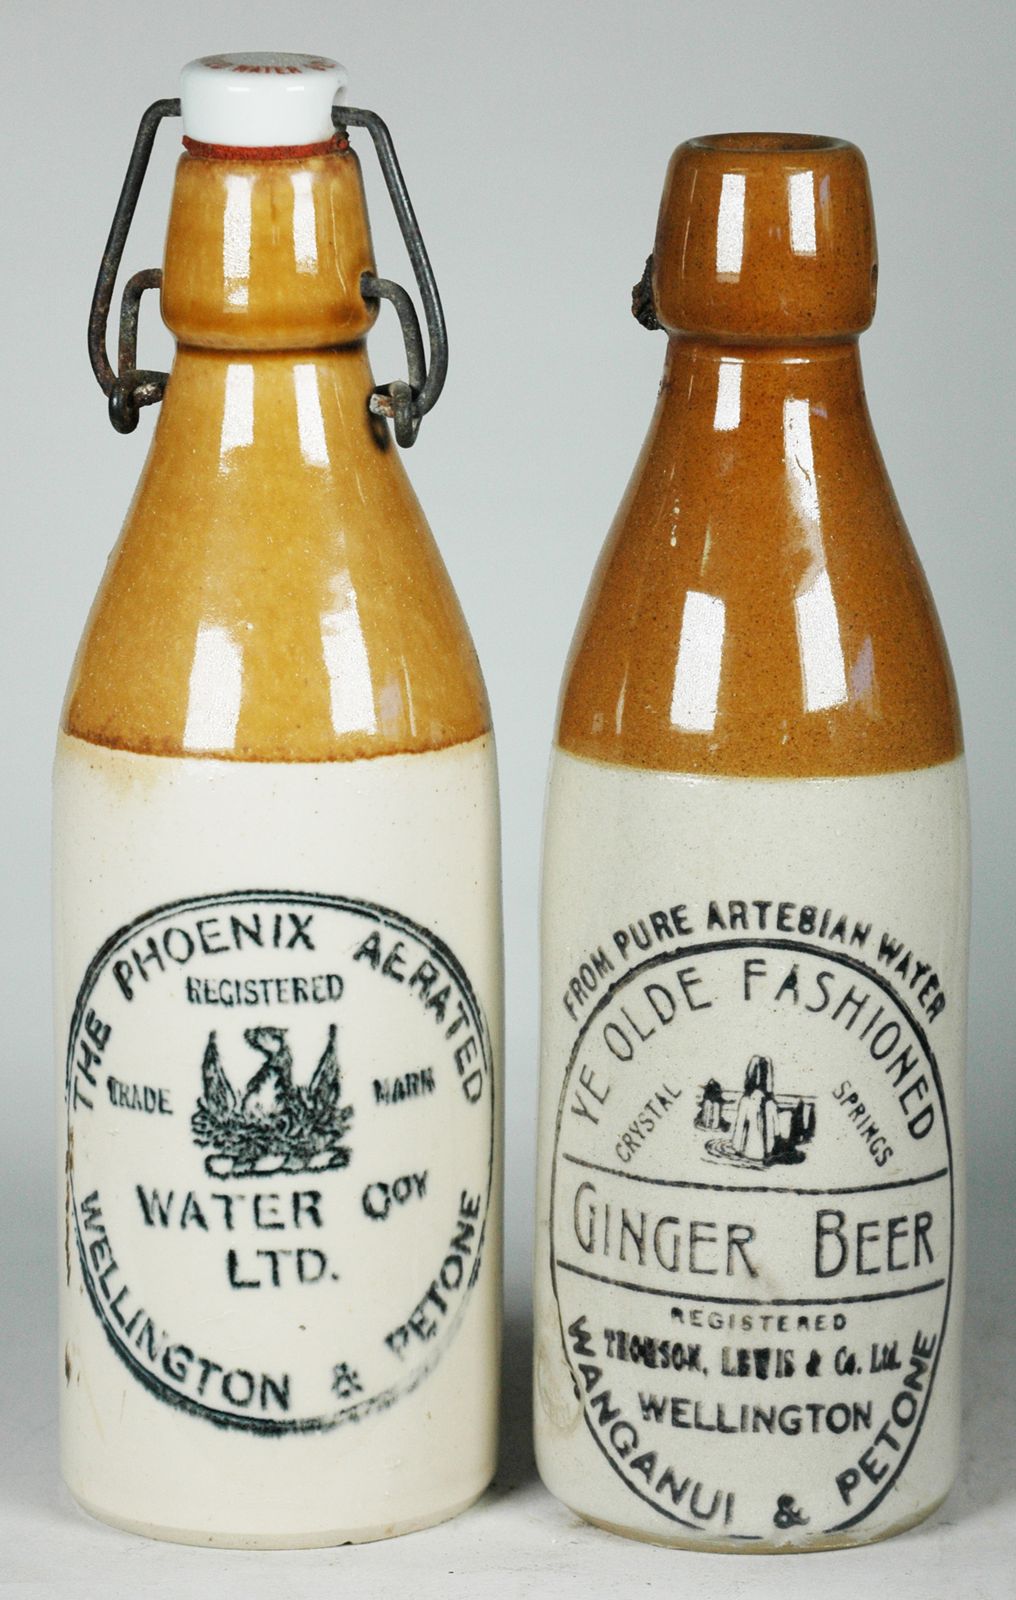 WATER
THE PHOENIX AERATED
REGISTERED
TRADE MARK
WATER COY
LTD.
WELLINGTON & PETONE
FROM PURE ARTESIAN WATER
YE OLDE FASHIONED
CRYSTAL SPRINGS
GINGER BEER
REGISTERED
THOMSON, LEWIS & Co. Ltd.
WELLINGTON
WANGANUI & PETONE